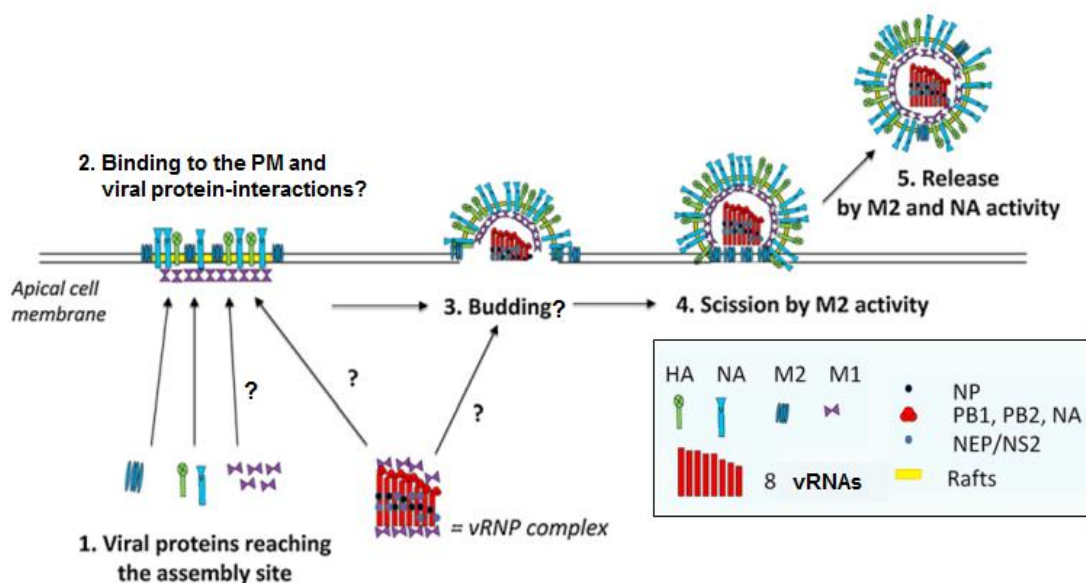 2. Binding to the PM and
viral protein-interactions?
5. Release
by M2 and NA activity
Apical cell
membrane
3. Budding?
4. Scission by M2 activity
?
?
?
= vRNP complex
1. Viral proteins reaching
the assembly site
HA NA M2 M1
8 vRNAs
NP
PB1, PB2, NA
NEP/NS2
Rafts